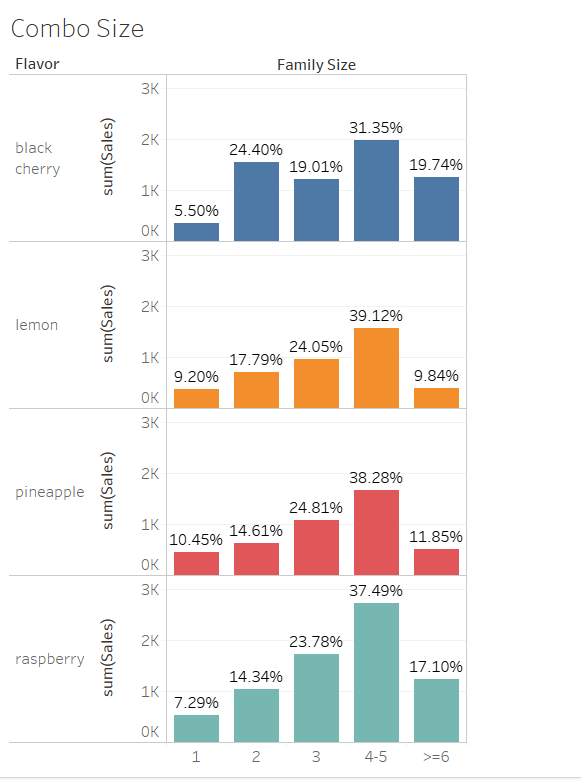 Combo Size
Flavor Family Size
black cherry
sum(Sales)
3K
2K
1K
0K
5.50%
24.40%
19.01%
31.35%
19.74%
lemon
sum(Sales)
3K
2K
1K
0K
9.20%
17.79%
24.05%
39.12%
9.84%
pineapple
sum(Sales)
3K
2K
1K
0K
10.45%
14.61%
24.81%
38.28%
11.85%
raspberry
sum(Sales)
3K
2K
1K
0K
7.29%
14.34%
23.78%
37.49%
17.10%
1 2 3 4-5 >=6